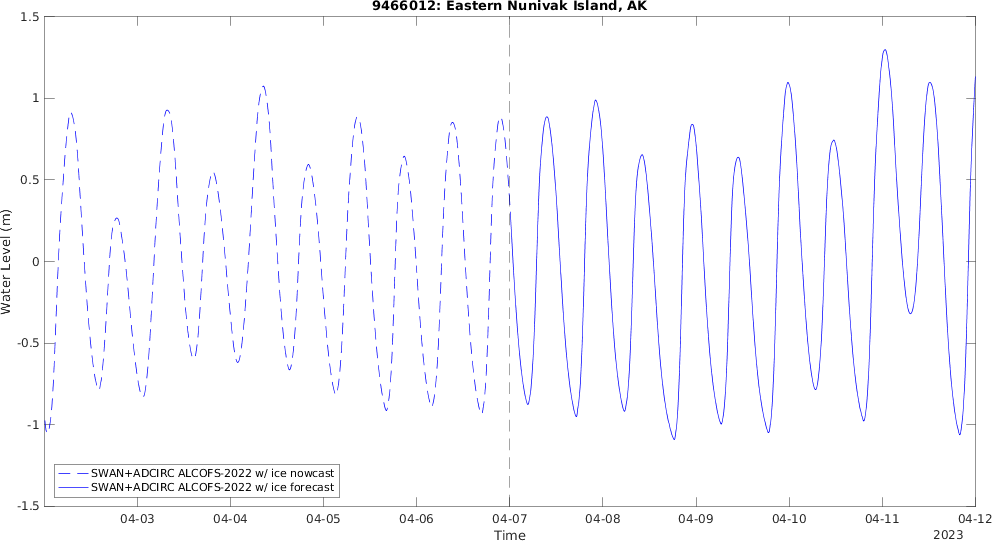 9466012: Eastern Nunivak Island, AK
1.5
1
0.5
0
-0.5
-1
-1.5
Water Level (m)
SWAN+ADCIRC ALCOFS-2022 w/ ice nowcast
SWAN+ADCIRC ALCOFS-2022 w/ ice forecast
04-03 04-04 04-05 04-06 04-07 04-08 04-09 04-10 04-11 04-12
Time
2023